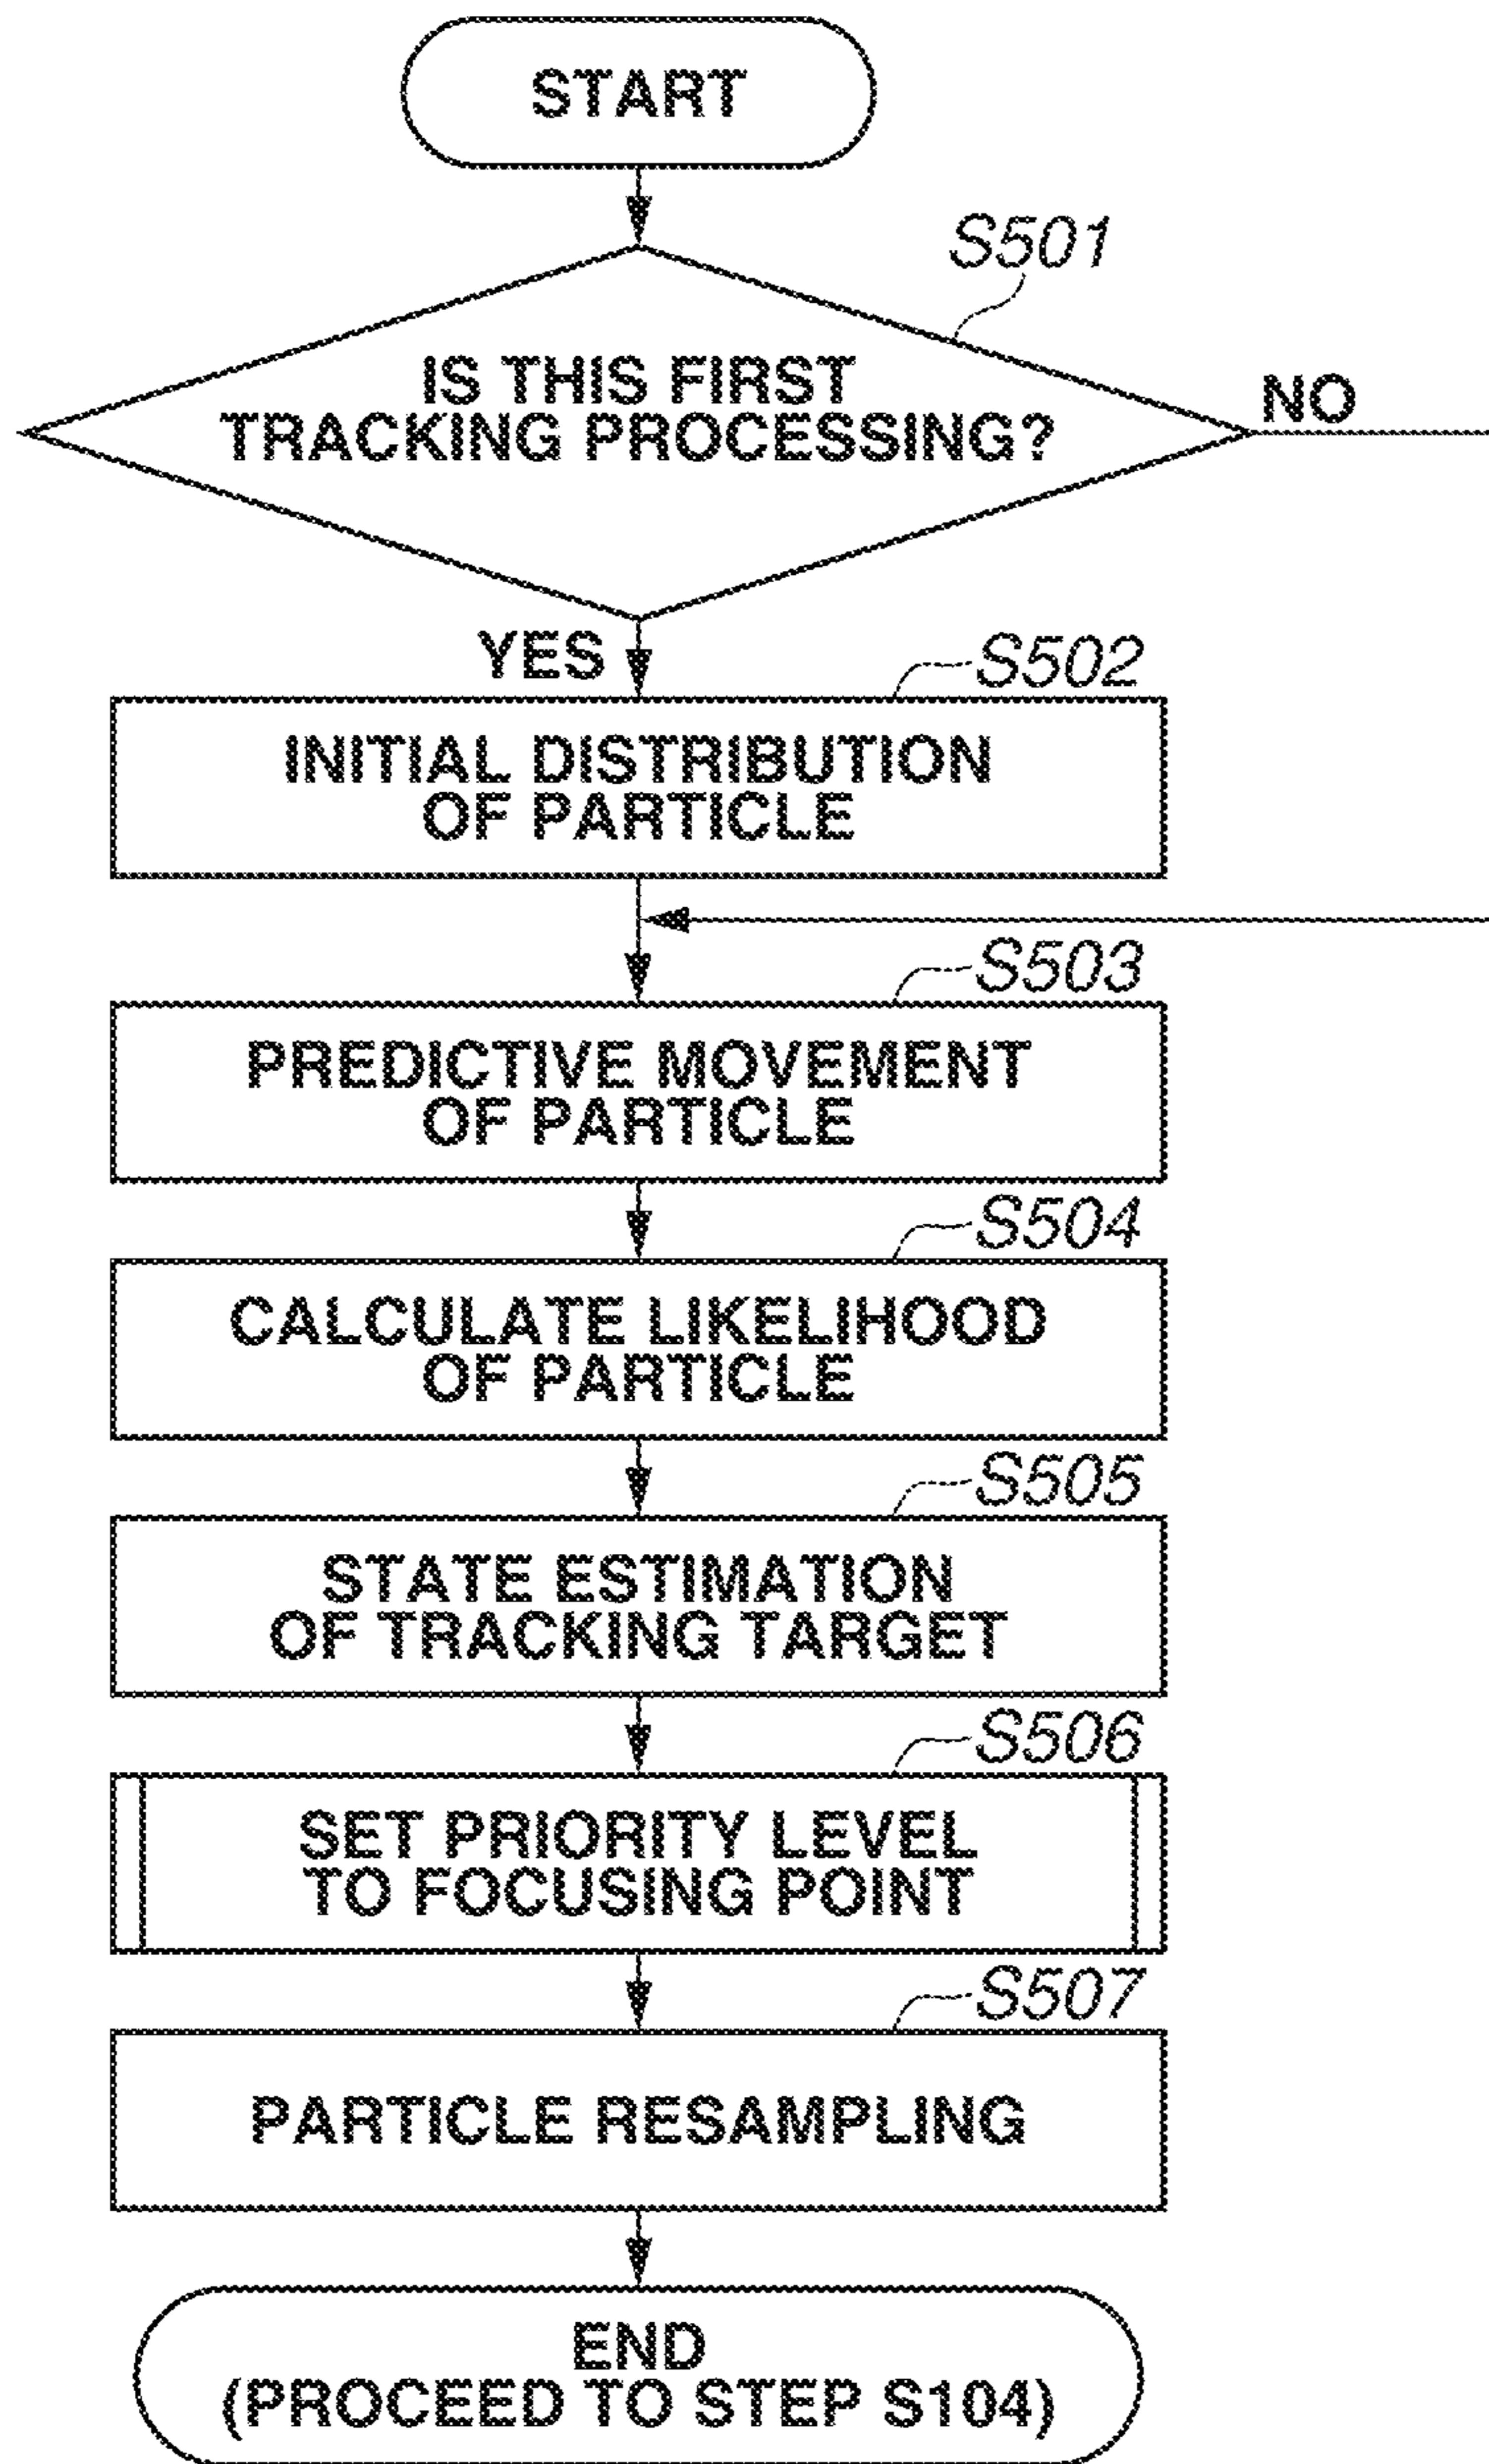 START
S501
IS THIS FIRST
TRACKING PROCESSING?
NO
YES
S502
INITIAL DISTRIBUTION
OF PARTICLE
S503
PREDICTIVE MOVEMENT
OF PARTICLE
S504
CALCULATE LIKELIHOOD
OF PARTICLE
S505
STATE ESTIMATION
OF TRACKING TARGET
S506
SET PRIORITY LEVEL
TO FOCUSING POINT
S507
PARTICLE RESAMPLING
END
(PROCEED TO STEP S104)